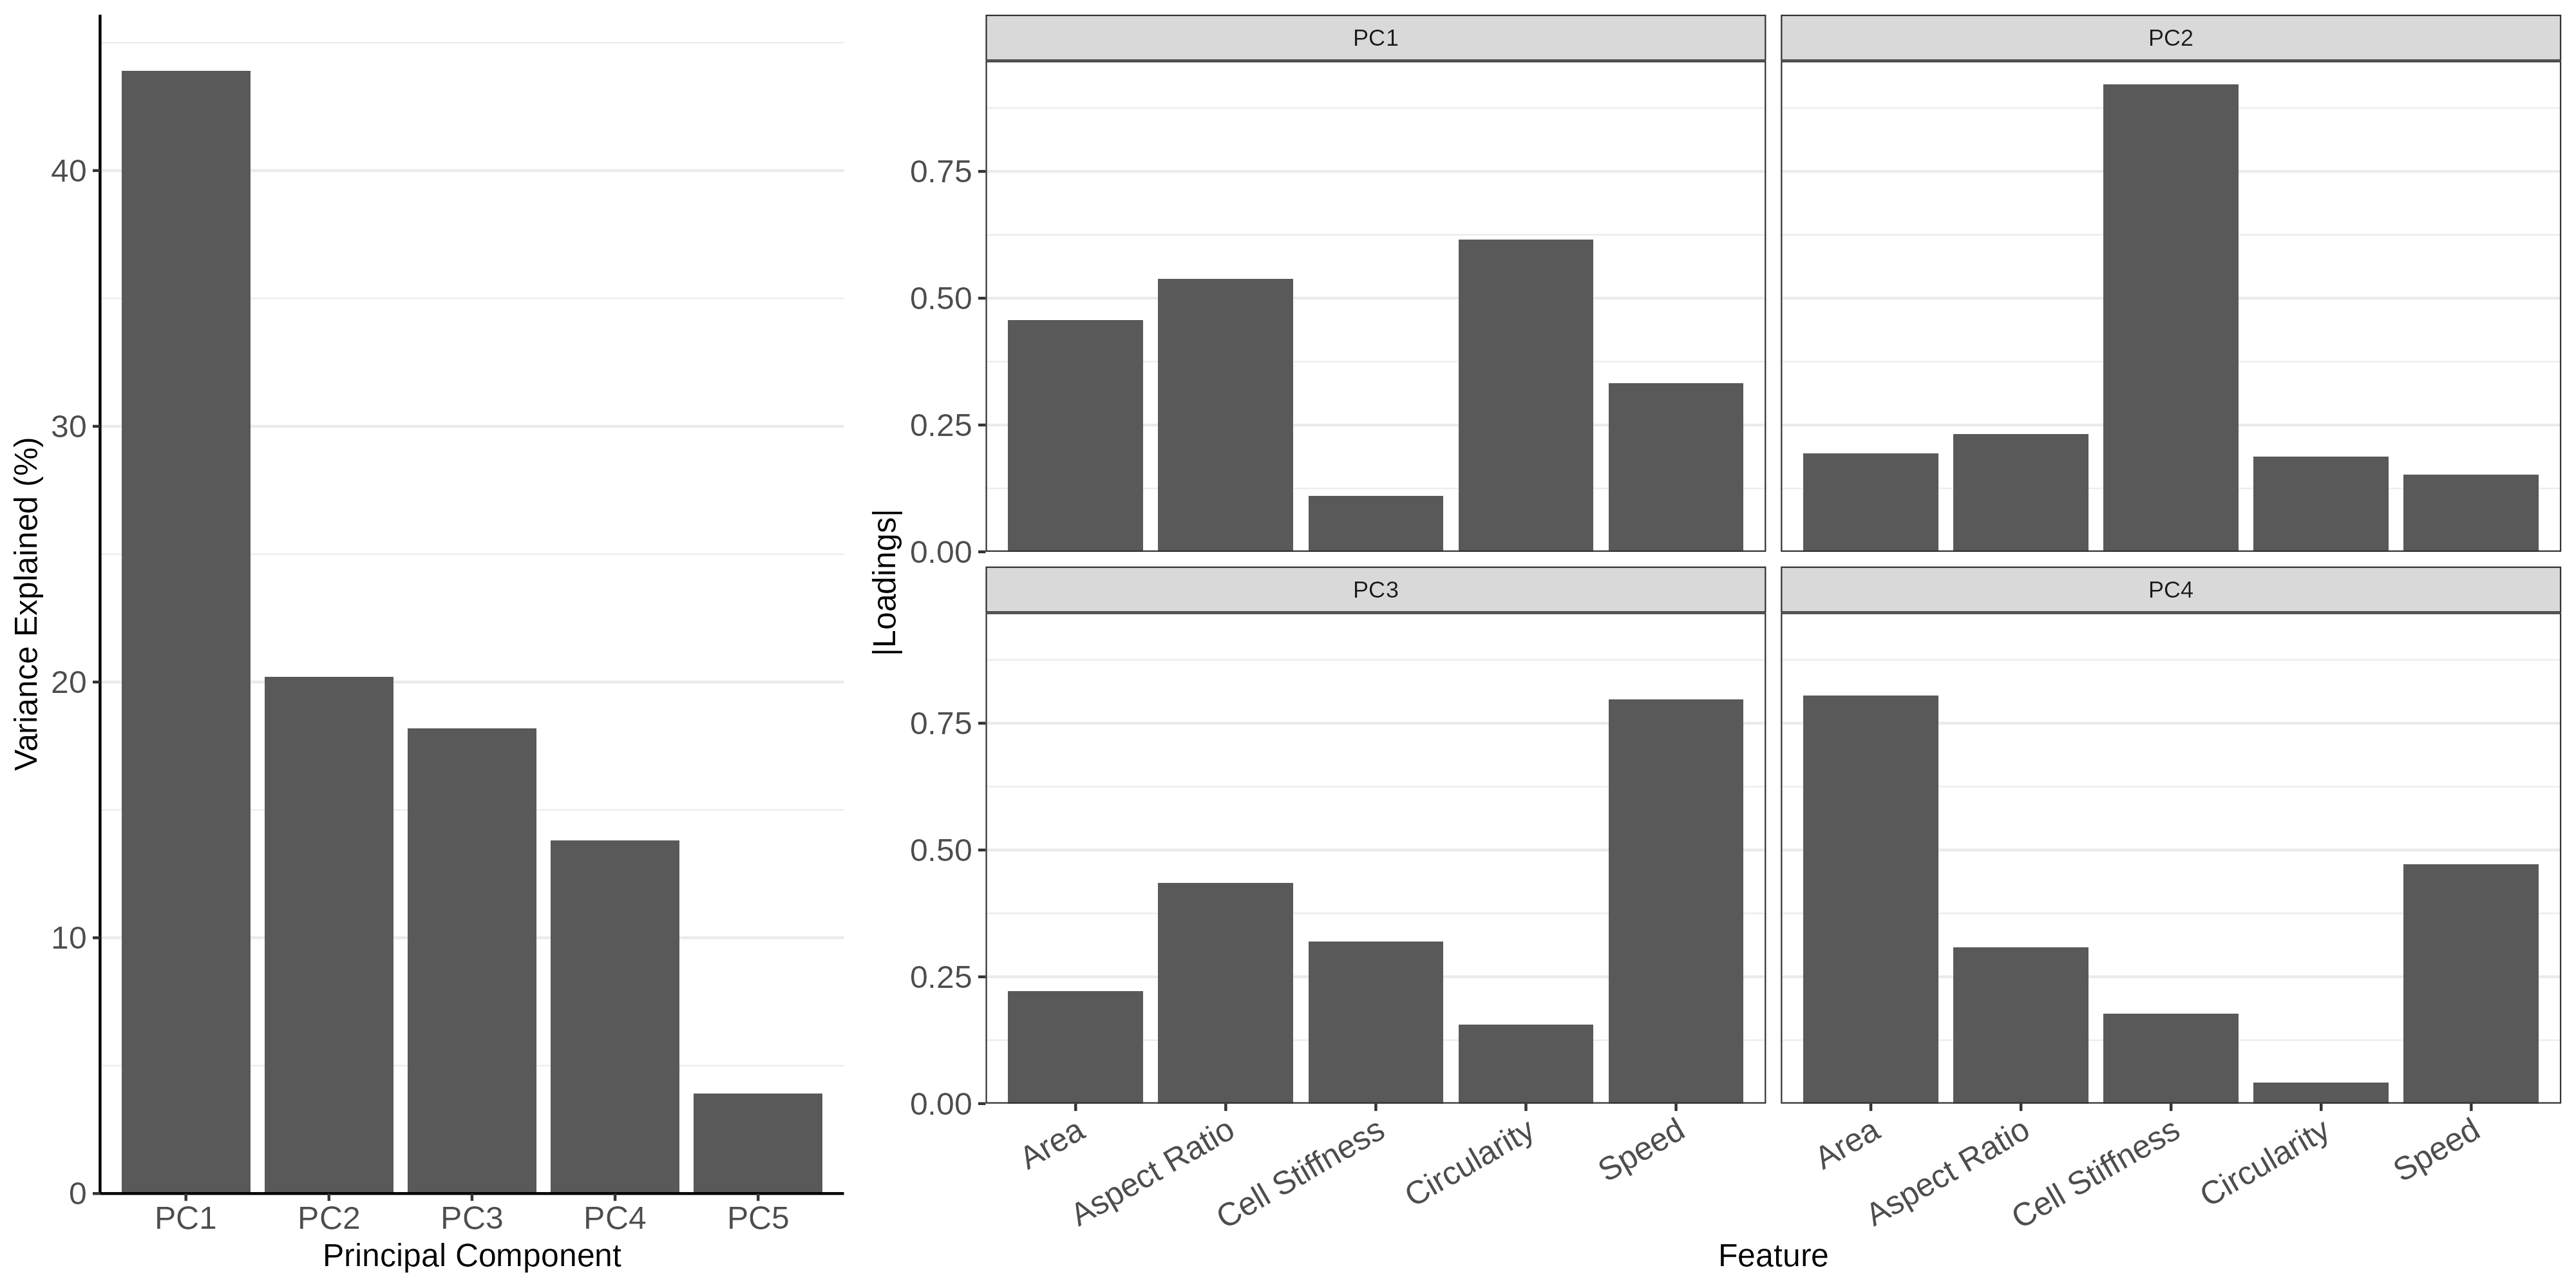 Variance Explained (%)
40
30
20
10
0
PC1 PC2 PC3 PC4 PC5
Principal Component
|Loadings|
PC1 PC2
0.75
0.50
0.25
0.00
PC3 PC4
0.75
0.50
0.25
0.00
Area Aspect Ratio Cell Stiffness Circularity Speed Area Aspect Ratio Cell Stiffness Circularity Speed
Feature